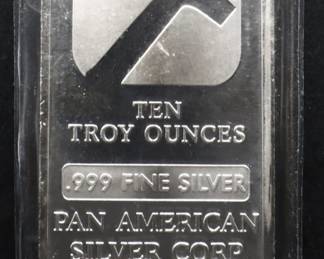 TEN
TROY OUNCES
.999 FINE SILVER
PAN AMERICAN
SILVER CORP